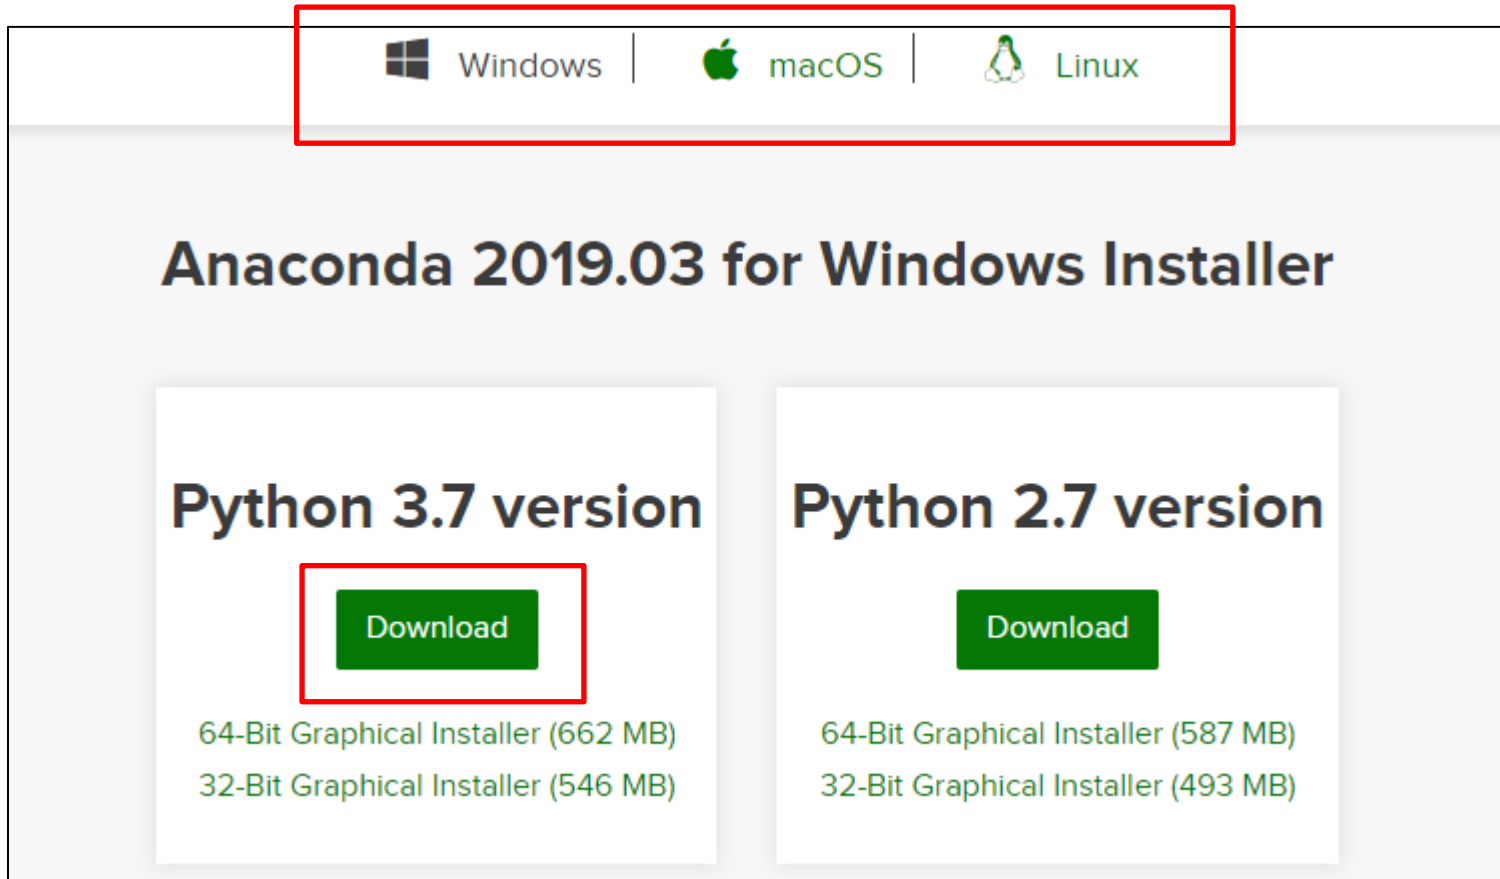 Windows macOS Linux
Anaconda 2019.03 for Windows Installer
Python 3.7 version
Download
64-Bit Graphical Installer (662 MB)
32-Bit Graphical Installer (546 MB)
Python 2.7 version
Download
64-Bit Graphical Installer (587 MB)
32-Bit Graphical Installer (493 MB)